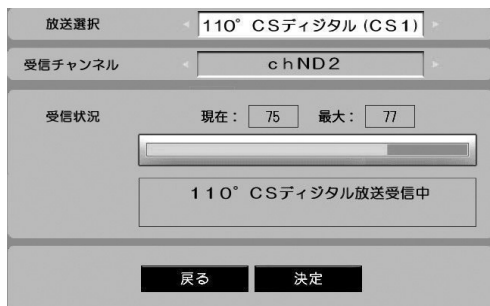 放送選択 110°CSディジタル(CS1)
受信チャンネル chND2
受信状況 現在: 75 最大: 77
110°CSディジタル放送受信中
戻る 決定